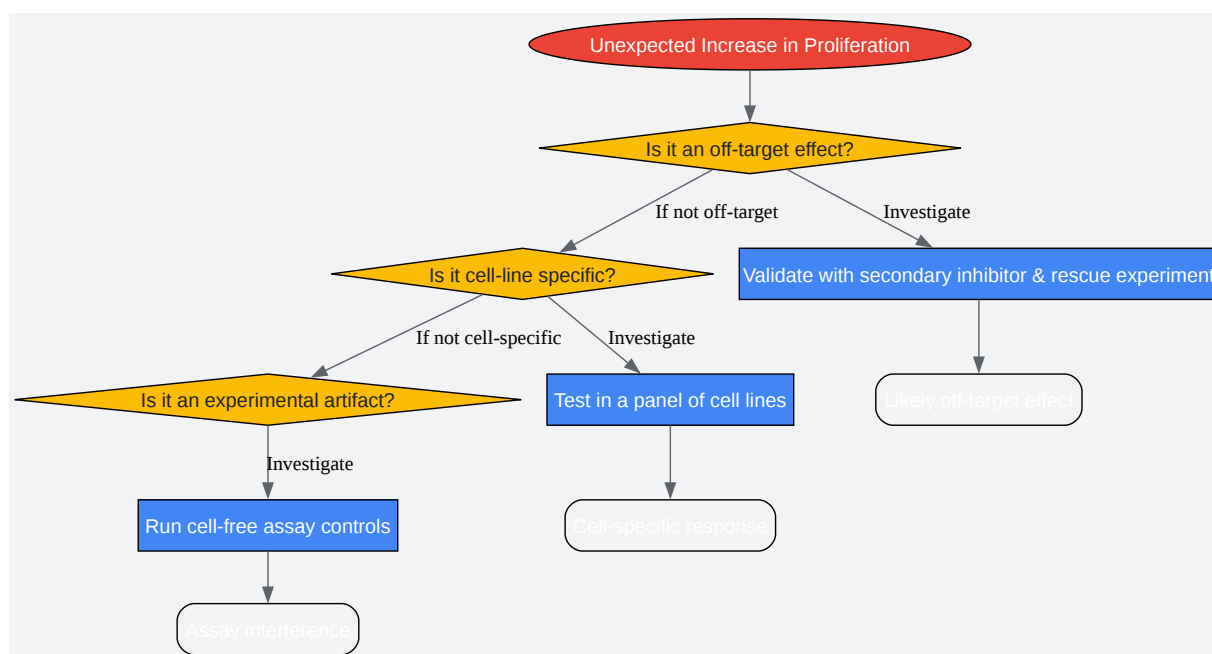 Unexpected Increase in Proliferation
Is it an off-target effect?
If not off-target
Investigate
Is it cell-line specific?
Validate with secondary inhibitor & rescue experiment
If not cell-specific
Investigate
Is it an experimental artifact?
Test in a panel of cell lines
Likely off-target effect
Investigate
Run cell-free assay controls
Cell-specific response
Assay interference